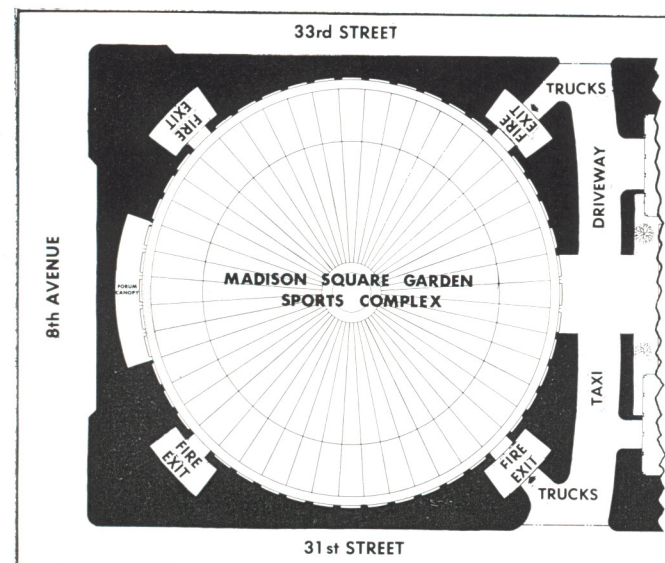 33rd STREET
TRUCKS
FIRE
EXIT
FIRE
EXIT
DRIVEWAY
8th AVENUE
FORUM
CANOPY
MADISON SQUARE GARDEN
SPORTS COMPLEX
TAXI
FIRE
EXIT
FIRE
EXIT
TRUCKS
31st STREET